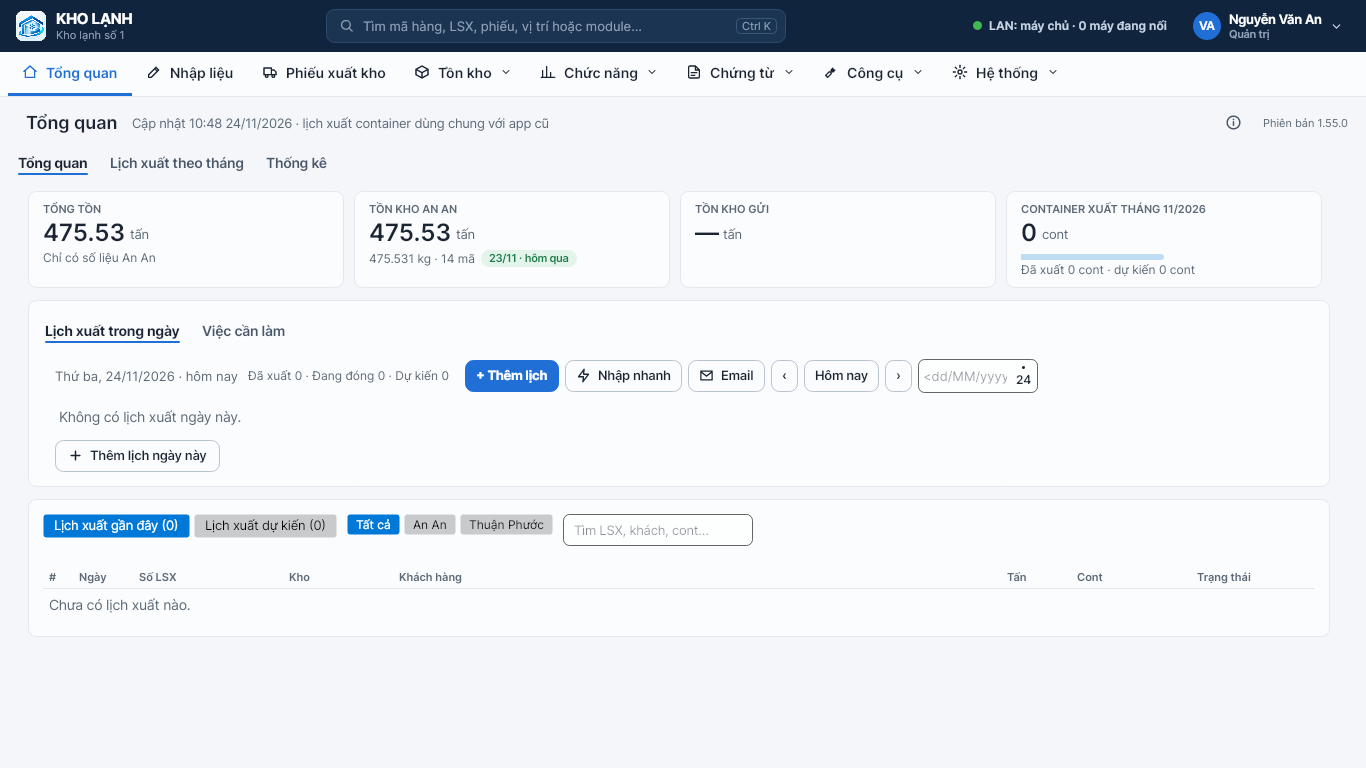 KHO LẠNH
Kho lạnh số 1
Tìm mã hàng, LSX, phiếu, vị trí hoặc module... Ctrl K
LAN: máy chủ · 0 máy đang nối
VA Nguyễn Văn An
Quản trị
Tổng quan Nhập liệu Phiếu xuất kho Tồn kho Chức năng Chứng từ Công cụ Hệ thống
Tổng quan Cập nhật 10:48 24/11/2026 · lịch xuất container dùng chung với app cũ Phiên bản 1.55.0
Tổng quan Lịch xuất theo tháng Thống kê
TỔNG TỒN
475.53 tấn
Chỉ có số liệu An An
TỒN KHO AN AN
475.53 tấn
475.531 kg · 14 mã 23/11 · hôm qua
TỒN KHO GỬI
— tấn
CONTAINER XUẤT THÁNG 11/2026
0 cont
Đã xuất 0 cont · dự kiến 0 cont
Lịch xuất trong ngày Việc cần làm
Thứ ba, 24/11/2026 · hôm nay Đã xuất 0 · Đang đóng 0 · Dự kiến 0 + Thêm lịch Nhập nhanh Email ‹ Hôm nay › <dd/MM/yyyy 24
Không có lịch xuất ngày này.
+ Thêm lịch ngày này
Lịch xuất gần đây (0) Lịch xuất dự kiến (0) Tất cả An An Thuận Phước Tìm LSX, khách, cont...
# Ngày Số LSX Kho Khách hàng Tấn Cont Trạng thái
Chưa có lịch xuất nào.